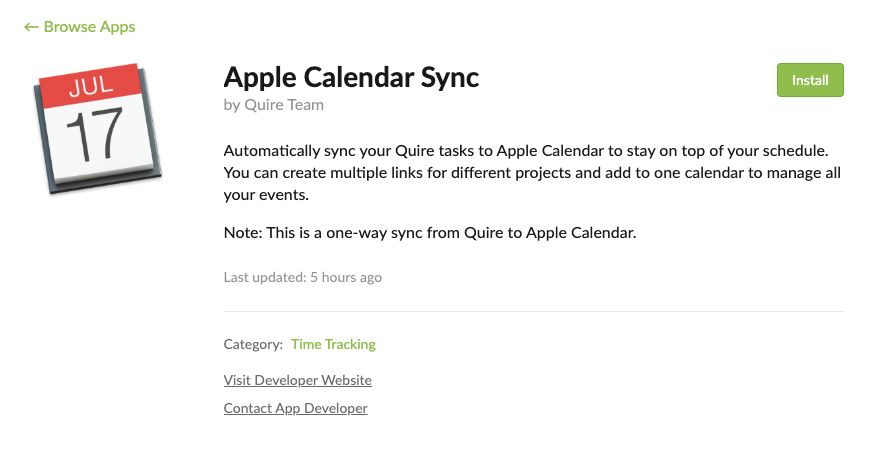 ← Browse Apps
JUL
17
Apple Calendar Sync
Install
by Quire Team
Automatically sync your Quire tasks to Apple Calendar to stay on top of your schedule.
You can create multiple links for different projects and add to one calendar to manage all
your events.
Note: This is a one-way sync from Quire to Apple Calendar.
Last updated: 5 hours ago
Category: Time Tracking
Visit Developer Website
Contact App Developer